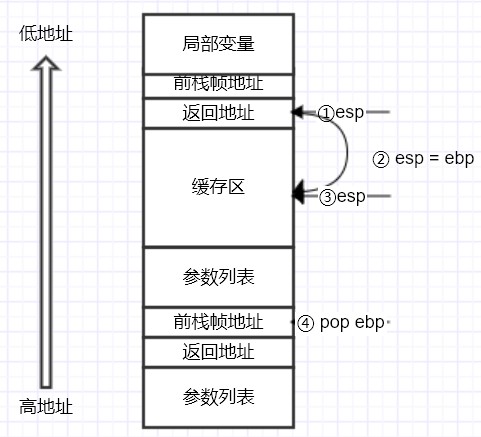 低地址
局部变量
前栈帧地址
返回地址
①esp
② esp = ebp
缓存区
③esp
参数列表
前栈帧地址
④ pop ebp
返回地址
参数列表
高地址